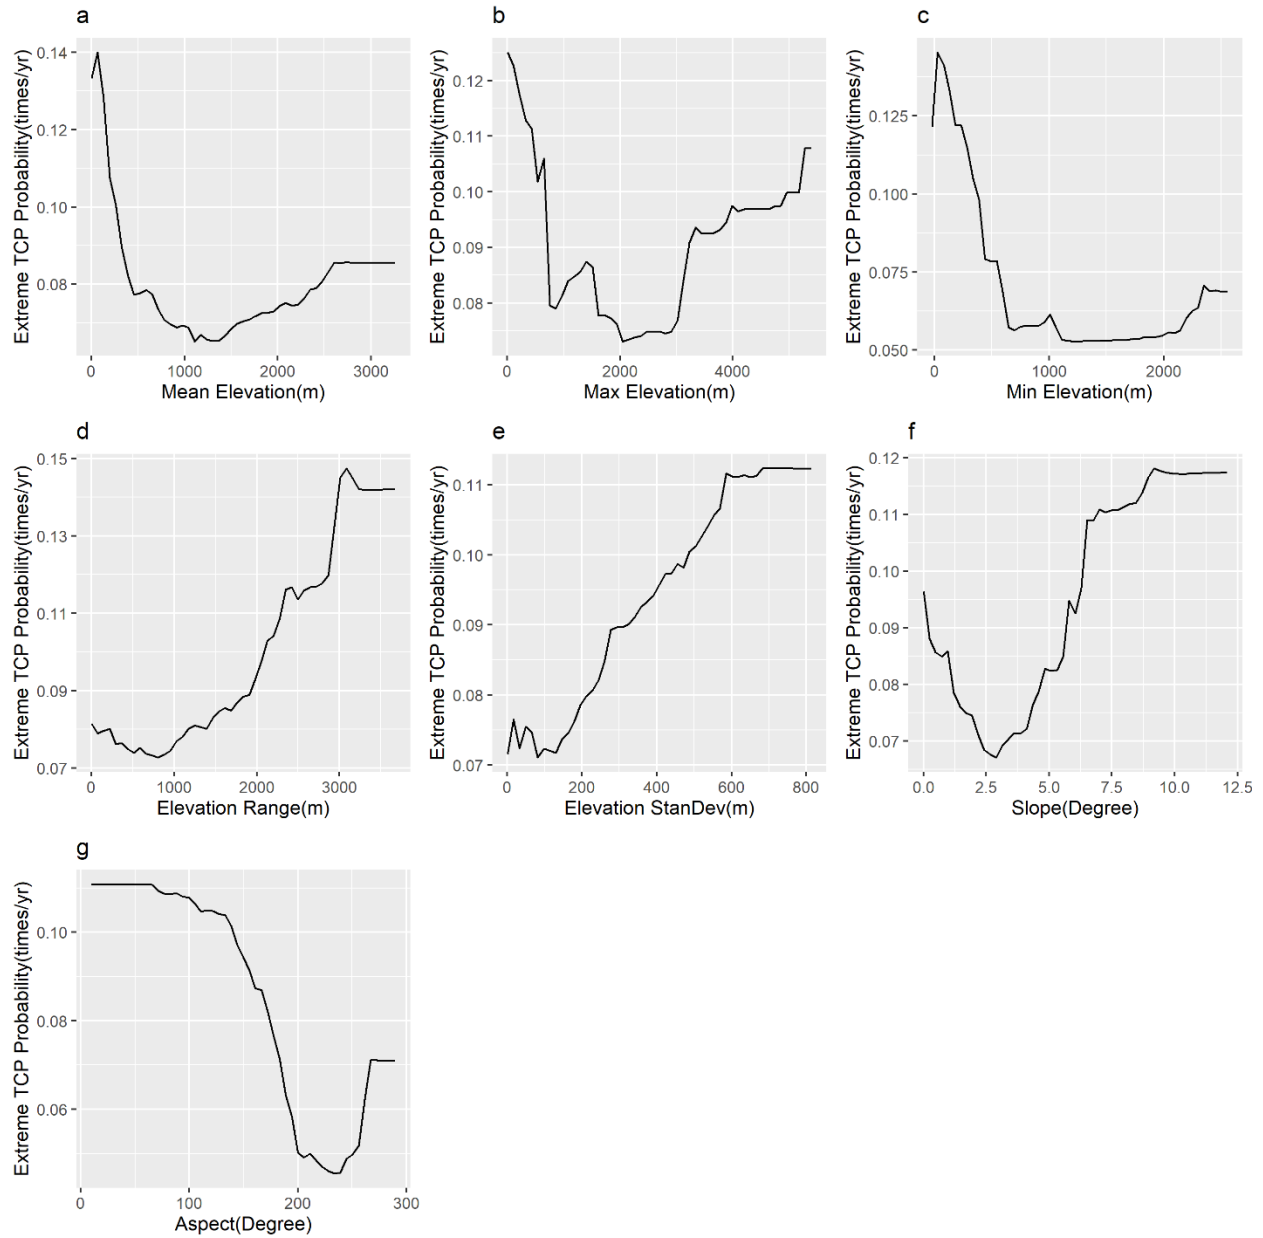 a
Extreme TCP Probability(times/yr)
0.14
0.12
0.10
0.08
0 1000 2000 3000
Mean Elevation(m)
b
Extreme TCP Probability(times/yr)
0.12
0.11
0.10
0.09
0.08
0 2000 4000
Max Elevation(m)
c
Extreme TCP Probability(times/yr)
0.125
0.100
0.075
0.050
0 1000 2000
Min Elevation(m)
d
Extreme TCP Probability(times/yr)
0.15
0.13
0.11
0.09
0.07
0 1000 2000 3000
Elevation Range(m)
e
Extreme TCP Probability(times/yr)
0.11
0.10
0.09
0.08
0.07
0 200 400 600 800
Elevation StanDev(m)
f
Extreme TCP Probability(times/yr)
0.12
0.11
0.10
0.09
0.08
0.07
0.0 2.5 5.0 7.5 10.0 12.5
Slope(Degree)
g
Extreme TCP Probability(times/yr)
0.10
0.08
0.06
0 100 200 300
Aspect(Degree)